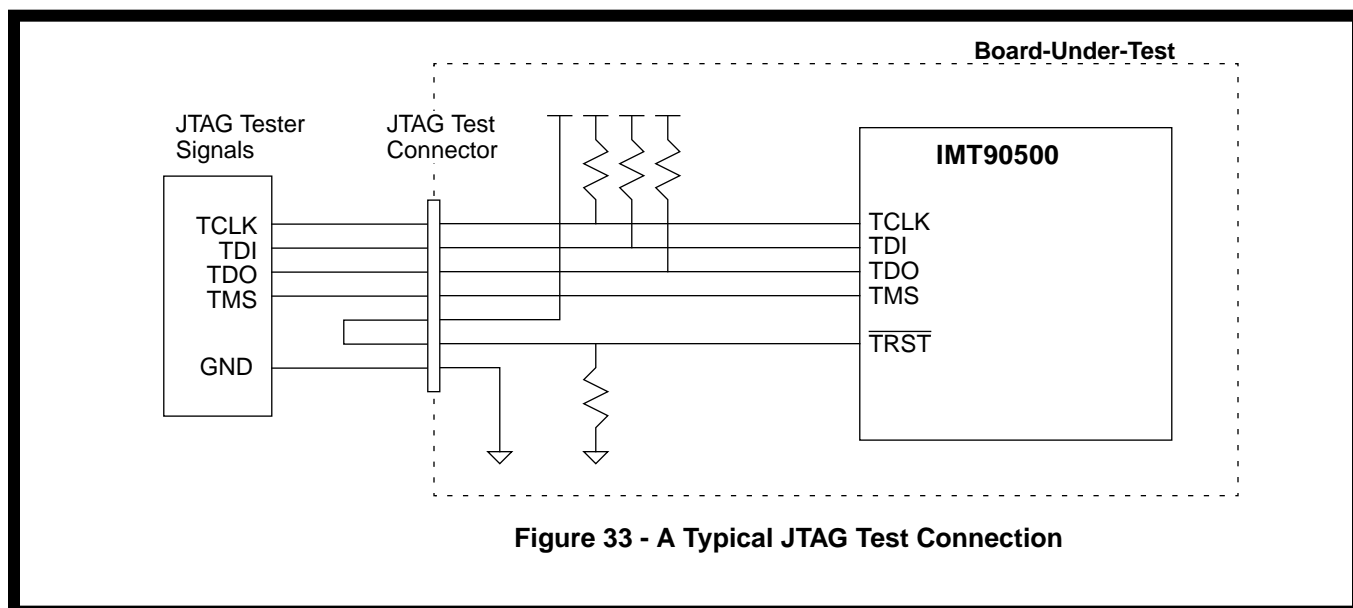 Board-Under-Test
JTAG Tester
Signals
JTAG Test
Connector
IMT90500
TCLK
TDI
TDO
TMS
GND
TCLK
TDI
TDO
TMS
TRST
Figure 33 - A Typical JTAG Test Connection